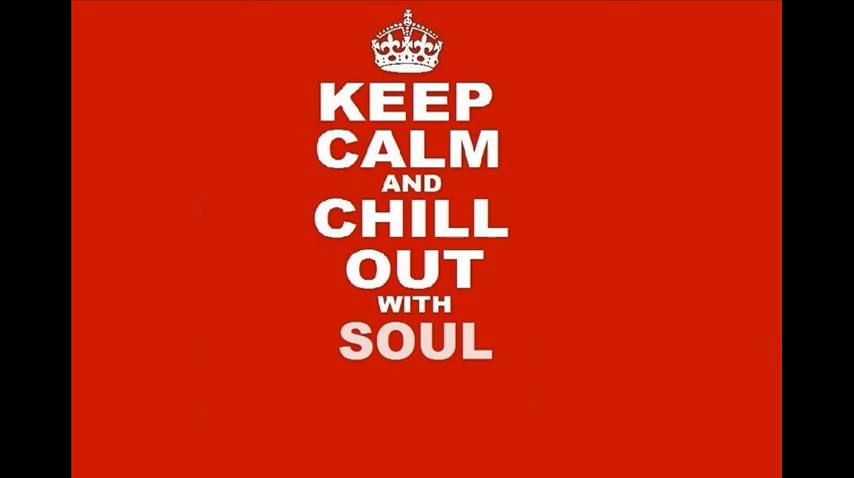 KEEP
CALM
AND
CHILL
OUT
WITH
SOUL